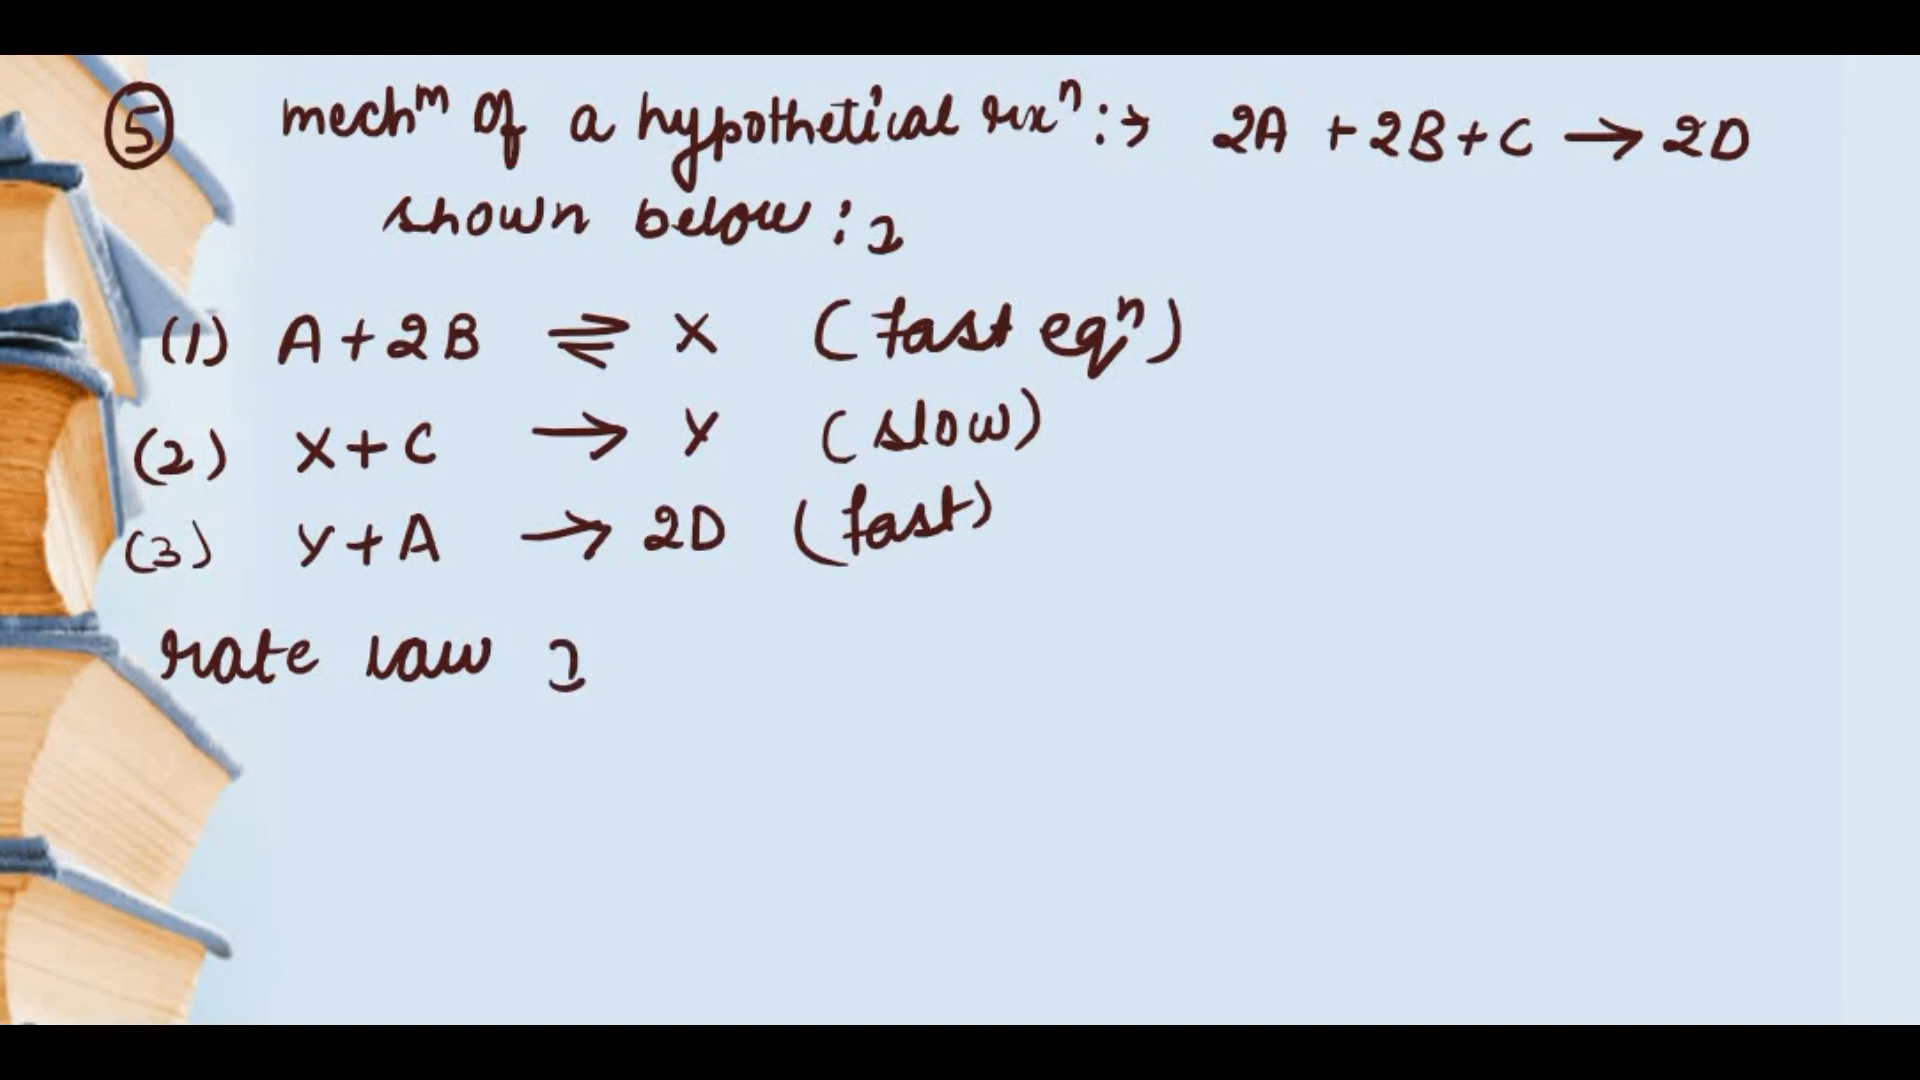 ⑤ mechᵐ of a hypothetical rxⁿ :→ 2A + 2B + C → 2D
shown below : 2
(1) A + 2B ⇌ X (fast eqⁿ)
(2) X + C → Y (slow)
(3) Y + A → 2D (fast)
rate law ?